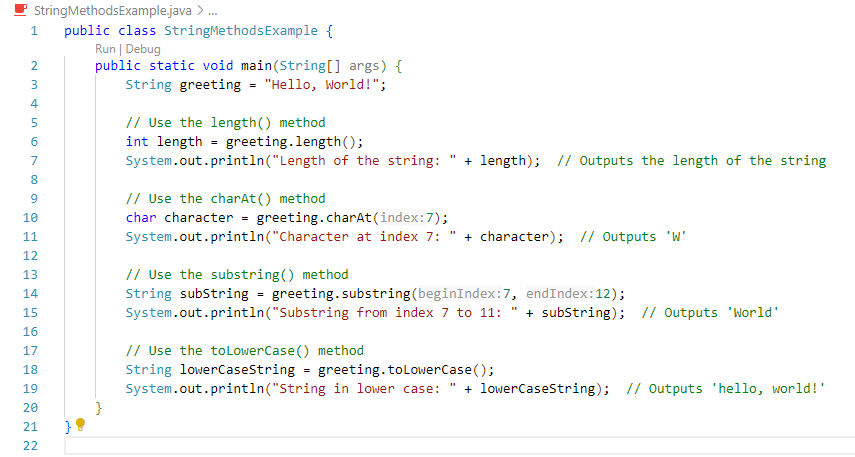 StringMethodsExample.java > ...
1 public class StringMethodsExample {
Run | Debug
2 public static void main(String[] args) {
3 String greeting = "Hello, World!";
4
5 // Use the length() method
6 int length = greeting.length();
7 System.out.println("Length of the string: " + length); // Outputs the length of the string
8
9 // Use the charAt() method
10 char character = greeting.charAt(index:7);
11 System.out.println("Character at index 7: " + character); // Outputs 'W'
12
13 // Use the substring() method
14 String subString = greeting.substring(beginIndex:7, endIndex:12);
15 System.out.println("Substring from index 7 to 11: " + subString); // Outputs 'World'
16
17 // Use the toLowerCase() method
18 String lowerCaseString = greeting.toLowerCase();
19 System.out.println("String in lower case: " + lowerCaseString); // Outputs 'hello, world!'
20 }
21 }
22